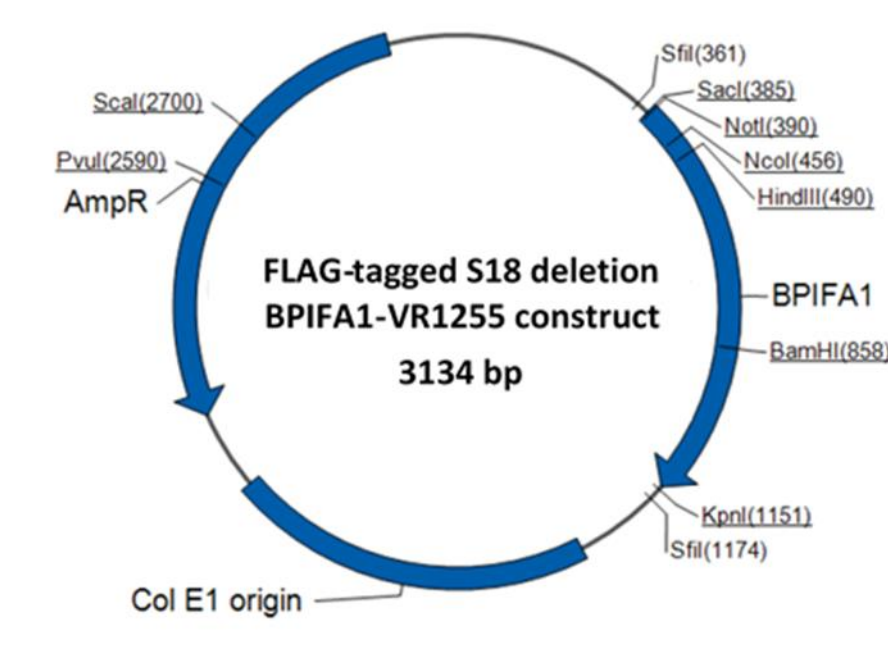 SfiI(361)
SacI(385)
NotI(390)
NcoI(456)
HindIII(490)
ScaI(2700)
PvuI(2590)
AmpR
FLAG-tagged S18 deletion
BPIFA1-VR1255 construct
3134 bp
BPIFA1
BamHI(858)
KpnI(1151)
SfiI(1174)
Col E1 origin